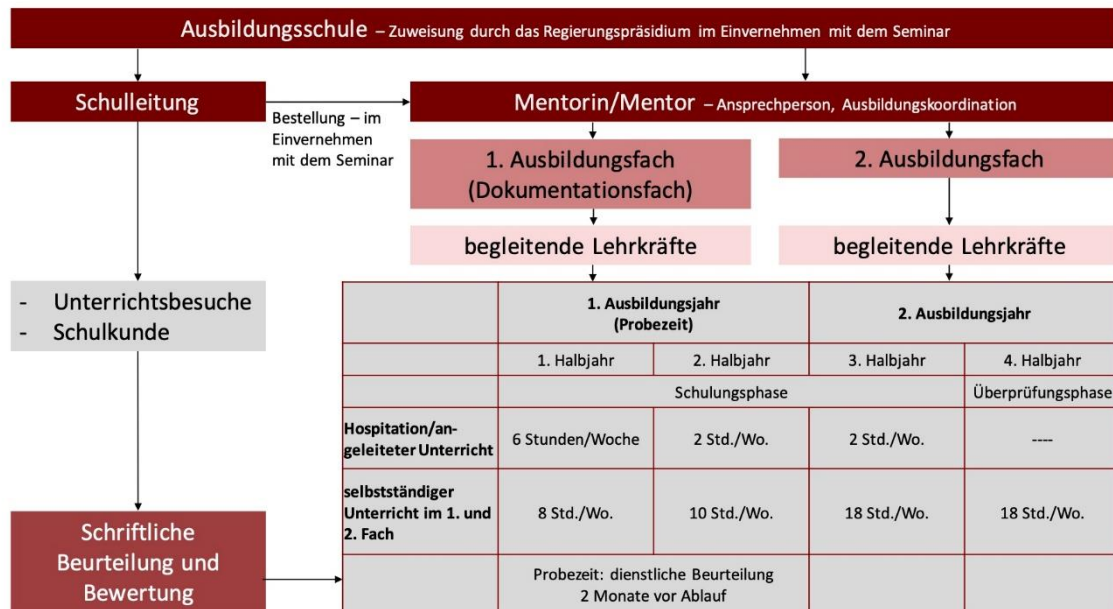 Ausbildungsschule – Zuweisung durch das Regierungspräsidium im Einvernehmen mit dem Seminar
Schulleitung
Bestellung – im
Einvernehmen
mit dem Seminar
Mentorin/Mentor – Ansprechperson, Ausbildungskoordination
1. Ausbildungsfach
(Dokumentationsfach)
2. Ausbildungsfach
begleitende Lehrkräfte
begleitende Lehrkräfte
- Unterrichtsbesuche
- Schulkunde
1. Ausbildungsjahr
(Probezeit)
2. Ausbildungsjahr
1. Halbjahr
2. Halbjahr
3. Halbjahr
4. Halbjahr
Schulungsphase
Überprüfungsphase
Hospitation/an-
geleiteter Unterricht
6 Stunden/Woche
2 Std./Wo.
2 Std./Wo.
----
selbstständiger
Unterricht im 1. und
2. Fach
8 Std./Wo.
10 Std./Wo.
18 Std./Wo.
18 Std./Wo.
Schriftliche
Beurteilung und
Bewertung
Probezeit: dienstliche Beurteilung
2 Monate vor Ablauf